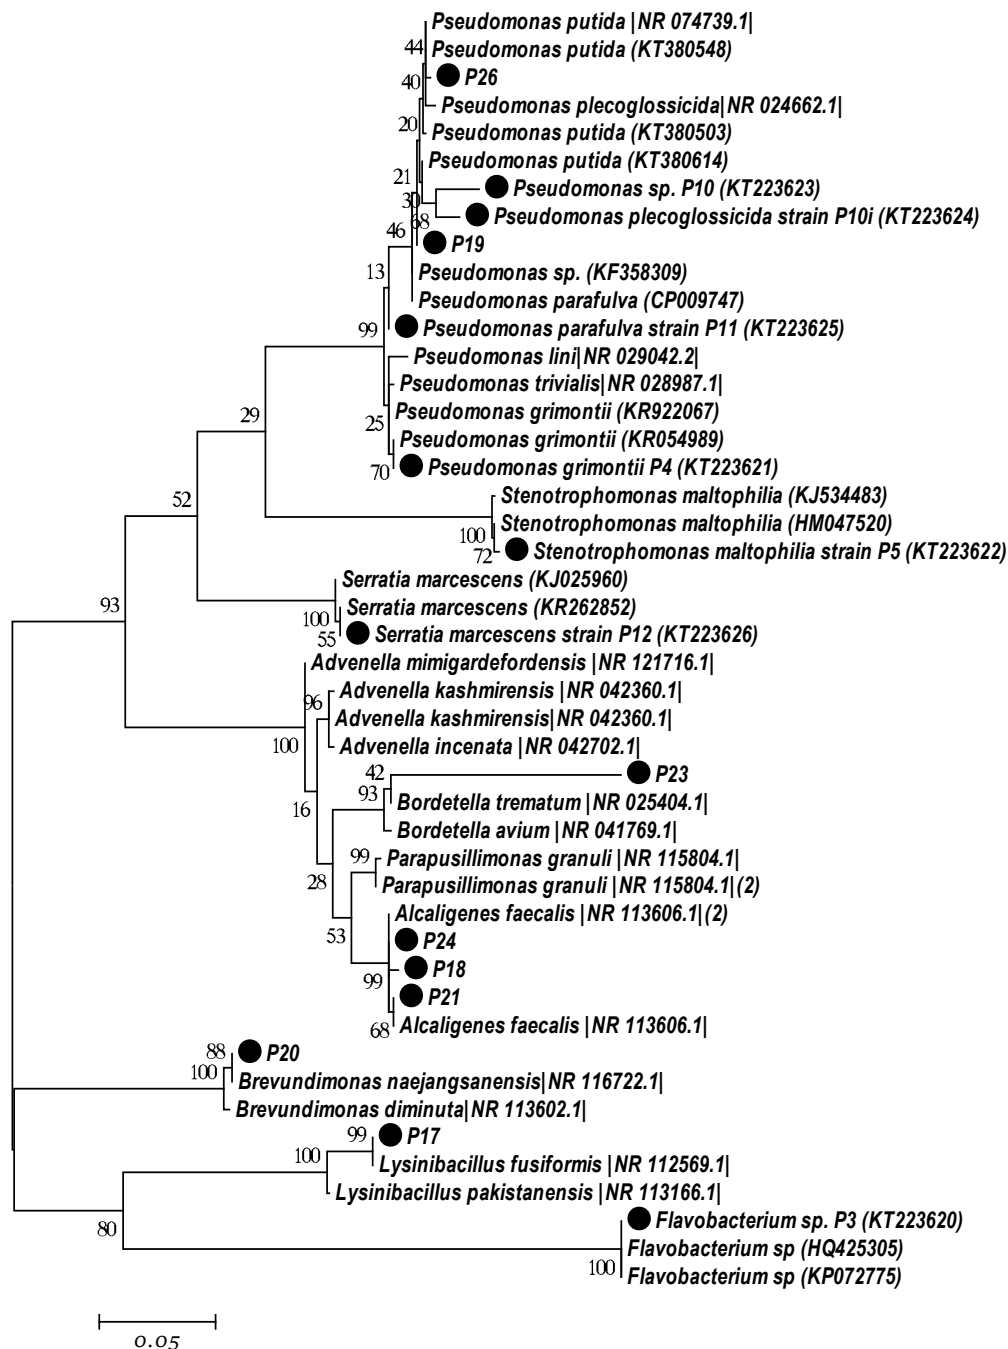 Pseudomonas putida |NR 074739.1|
44
Pseudomonas putida (KT380548)
40
P26
Pseudomonas plecoglossicida|NR 024662.1|
20
Pseudomonas putida (KT380503)
Pseudomonas putida (KT380614)
21
Pseudomonas sp. P10 (KT223623)
30
68
Pseudomonas plecoglossicida strain P10i (KT223624)
46
P19
13
Pseudomonas sp. (KF358309)
Pseudomonas parafulva (CP009747)
99
Pseudomonas parafulva strain P11 (KT223625)
Pseudomonas lini|NR 029042.2|
Pseudomonas trivialis|NR 028987.1|
29
25
Pseudomonas grimontii (KR922067)
Pseudomonas grimontii (KR054989)
70
Pseudomonas grimontii P4 (KT223621)
52
Stenotrophomonas maltophilia (KJ534483)
100
Stenotrophomonas maltophilia (HM047520)
72
Stenotrophomonas maltophilia strain P5 (KT223622)
Serratia marcescens (KJ025960)
93
100
Serratia marcescens (KR262852)
55
Serratia marcescens strain P12 (KT223626)
Advenella mimigardefordensis |NR 121716.1|
96
Advenella kashmirensis |NR 042360.1|
Advenella kashmirensis|NR 042360.1|
100
Advenella incenata |NR 042702.1|
42
P23
93
16
Bordetella trematum |NR 025404.1|
Bordetella avium |NR 041769.1|
99
Parapusillimonas granuli |NR 115804.1|
28
Parapusillimonas granuli |NR 115804.1|(2)
Alcaligenes faecalis |NR 113606.1|(2)
53
P24
99
P18
P21
68
Alcaligenes faecalis |NR 113606.1|
88
P20
100
Brevundimonas naejangsanensis|NR 116722.1|
Brevundimonas diminuta|NR 113602.1|
99
P17
100
Lysinibacillus fusiformis |NR 112569.1|
Lysinibacillus pakistanensis |NR 113166.1|
80
Flavobacterium sp. P3 (KT223620)
Flavobacterium sp (HQ425305)
100
Flavobacterium sp (KP072775)
0.05